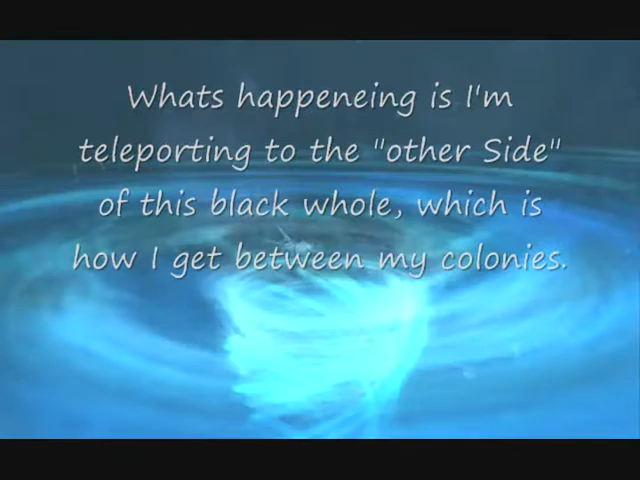 Whats happeneing is I'm
teleporting to the "other Side"
of this black whole, which is
how I get between my colonies.